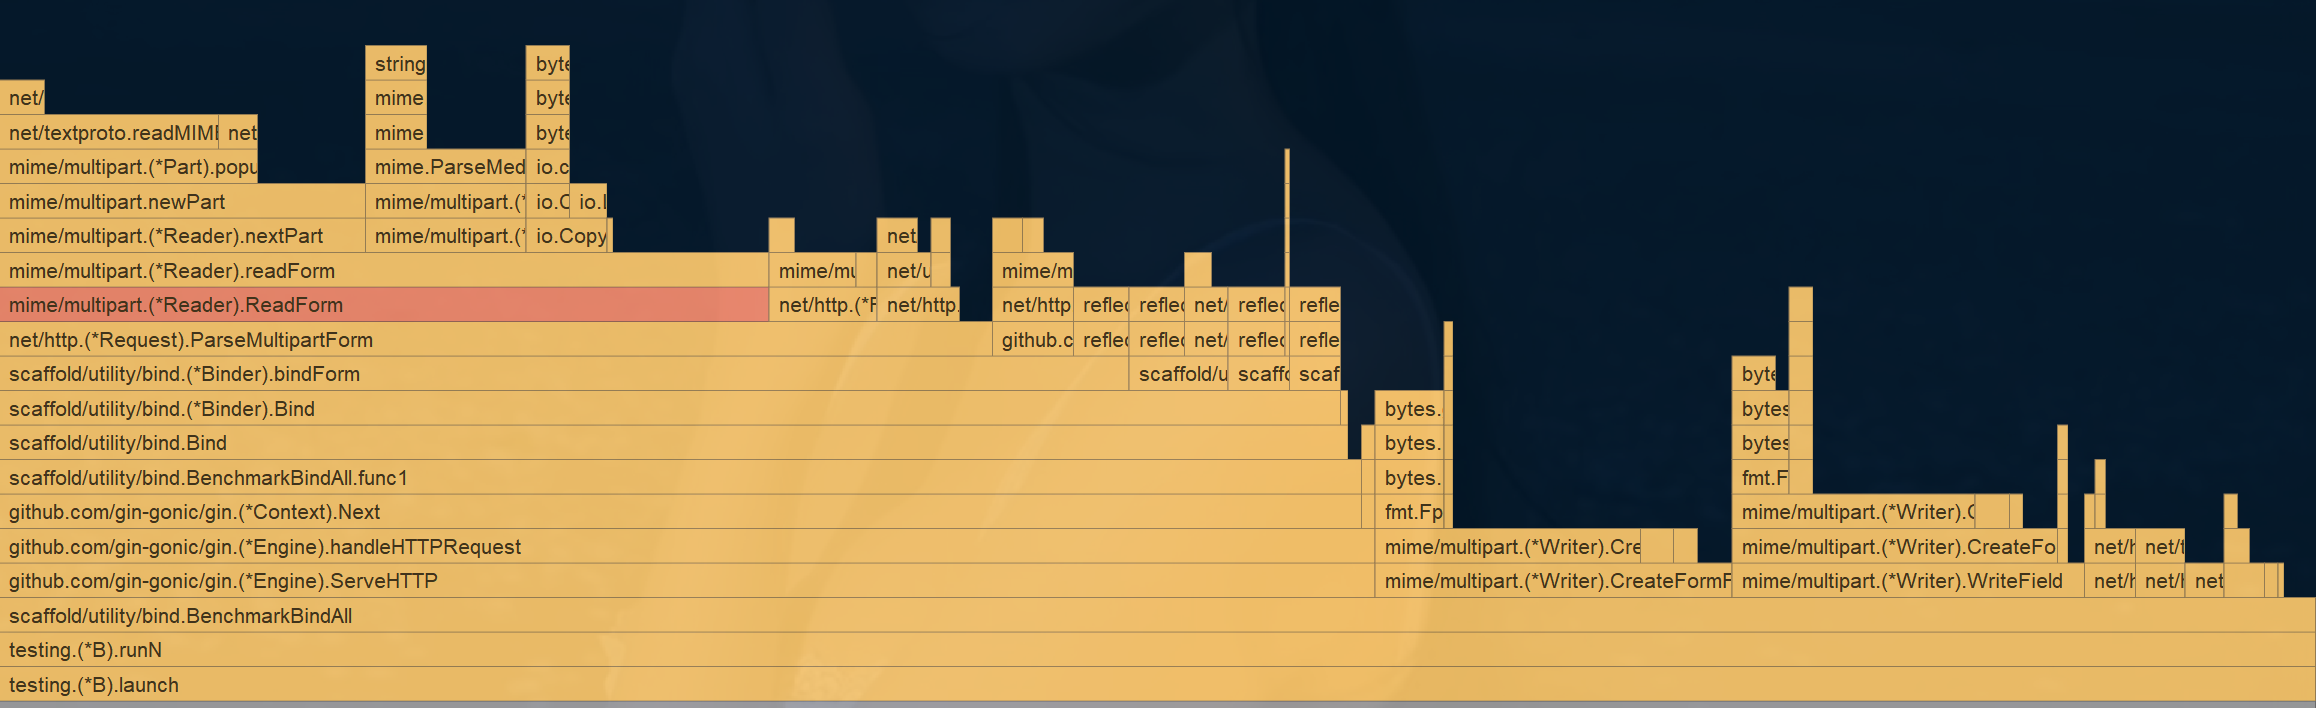 string byte
net/ mime byte
net/textproto.readMIM net mime byte
mime/multipart.(*Part).popu mime.ParseMed io.c
mime/multipart.newPart mime/multipart.(* io.C io.
mime/multipart.(*Reader).nextPart mime/multipart.(* io.Copy net
mime/multipart.(*Reader).readForm mime/mu net/u mime/m
mime/multipart.(*Reader).ReadForm net/http.(*F net/http. net/http reflec reflec net/ reflec refle
net/http.(*Request).ParseMultipartForm github.c reflec reflec net/ reflec refle
scaffold/utility/bind.(*Binder).bindForm scaffold/u scaffo scaf byte
scaffold/utility/bind.(*Binder).Bind bytes. bytes
scaffold/utility/bind.Bind bytes. bytes
scaffold/utility/bind.BenchmarkBindAll.func1 bytes. fmt.F
github.com/gin-gonic/gin.(*Context).Next fmt.Fp mime/multipart.(*Writer).C
github.com/gin-gonic/gin.(*Engine).handleHTTPRequest mime/multipart.(*Writer).Cre mime/multipart.(*Writer).CreateFo net/h net/t
github.com/gin-gonic/gin.(*Engine).ServeHTTP mime/multipart.(*Writer).CreateFormF mime/multipart.(*Writer).WriteField net/h net/h net
scaffold/utility/bind.BenchmarkBindAll
testing.(*B).runN
testing.(*B).launch